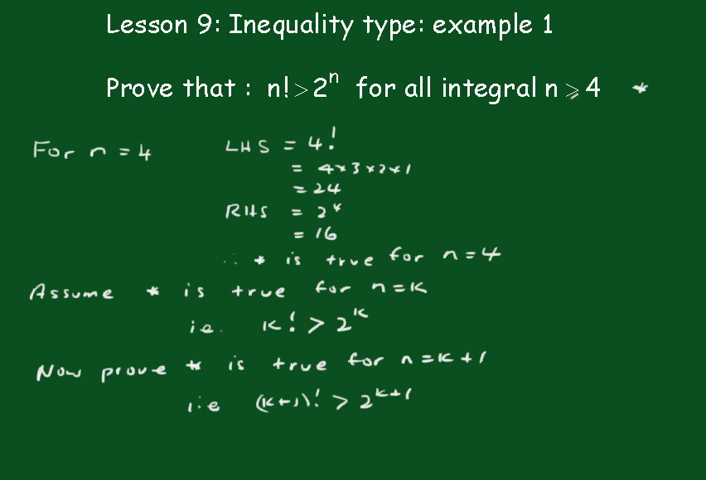 Lesson 9: Inequality type: example 1
Prove that : n! > 2ⁿ for all integral n ⩾ 4 *
For n = 4 LHS = 4!
= 4×3×2×1
= 24
RHS = 2⁴
= 16
∴ * is true for n = 4
Assume * is true for n = k
i.e. k! > 2ᵏ
Now prove * is true for n = k + 1
i.e (k+1)! > 2ᵏ⁺¹